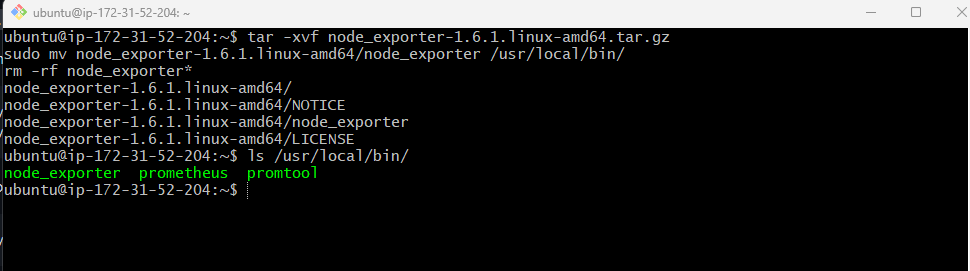 ubuntu@ip-172-31-52-204: ~
ubuntu@ip-172-31-52-204:~$ tar -xvf node_exporter-1.6.1.linux-amd64.tar.gz
sudo mv node_exporter-1.6.1.linux-amd64/node_exporter /usr/local/bin/
rm -rf node_exporter*
node_exporter-1.6.1.linux-amd64/
node_exporter-1.6.1.linux-amd64/NOTICE
node_exporter-1.6.1.linux-amd64/node_exporter
node_exporter-1.6.1.linux-amd64/LICENSE
ubuntu@ip-172-31-52-204:~$ ls /usr/local/bin/
node_exporter  prometheus  promtool
ubuntu@ip-172-31-52-204:~$